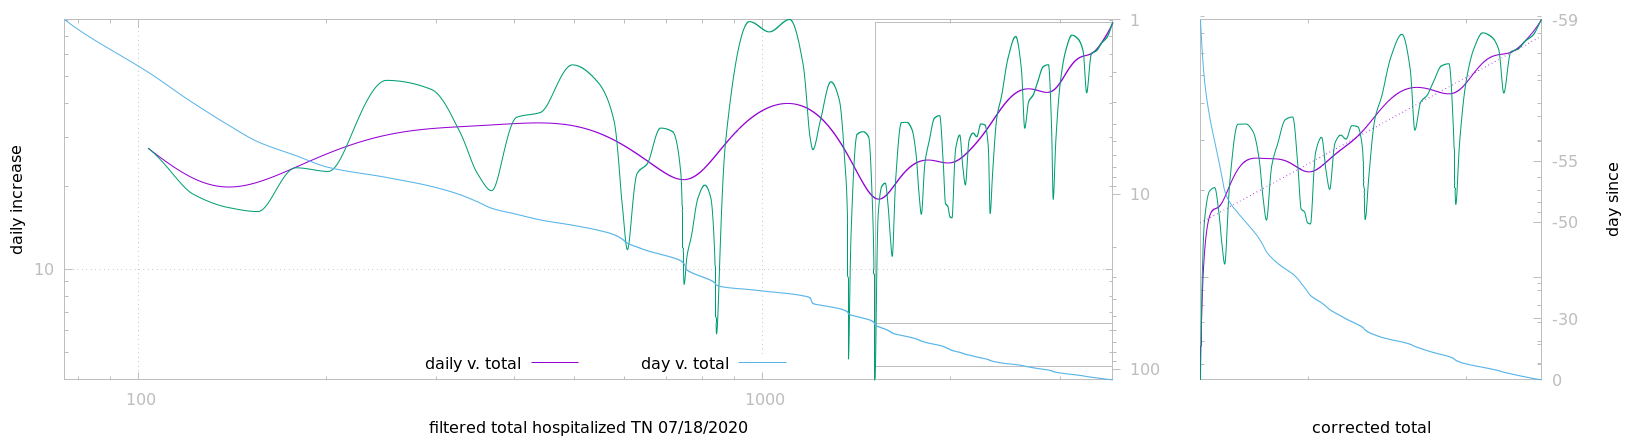 daily increase
10
100
1000
daily v. total
day v. total
1
10
100
filtered total hospitalized TN 07/18/2020
-59
-55
-50
-30
0
day since
corrected total